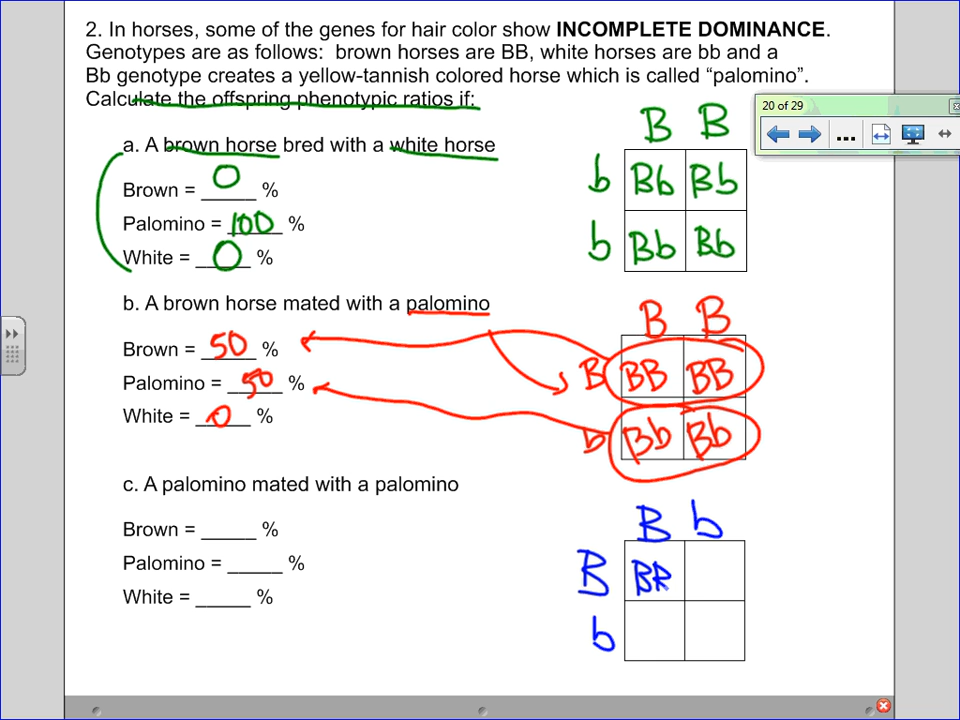 2. In horses, some of the genes for hair color show INCOMPLETE DOMINANCE.
Genotypes are as follows: brown horses are BB, white horses are bb and a
Bb genotype creates a yellow-tannish colored horse which is called “palomino”.
Calculate the offspring phenotypic ratios if:
20 of 29
...
a. A brown horse bred with a white horse
Brown = 0 %
Palomino = 100 %
White = 0 %
B B
b Bb Bb
b Bb Bb
b. A brown horse mated with a palomino
Brown = 50 %
Palomino = 50 %
White = 0 %
B B
B BB BB
b Bb Bb
c. A palomino mated with a palomino
Brown = _____ %
Palomino = _____ %
White = _____ %
B b
B BB
b